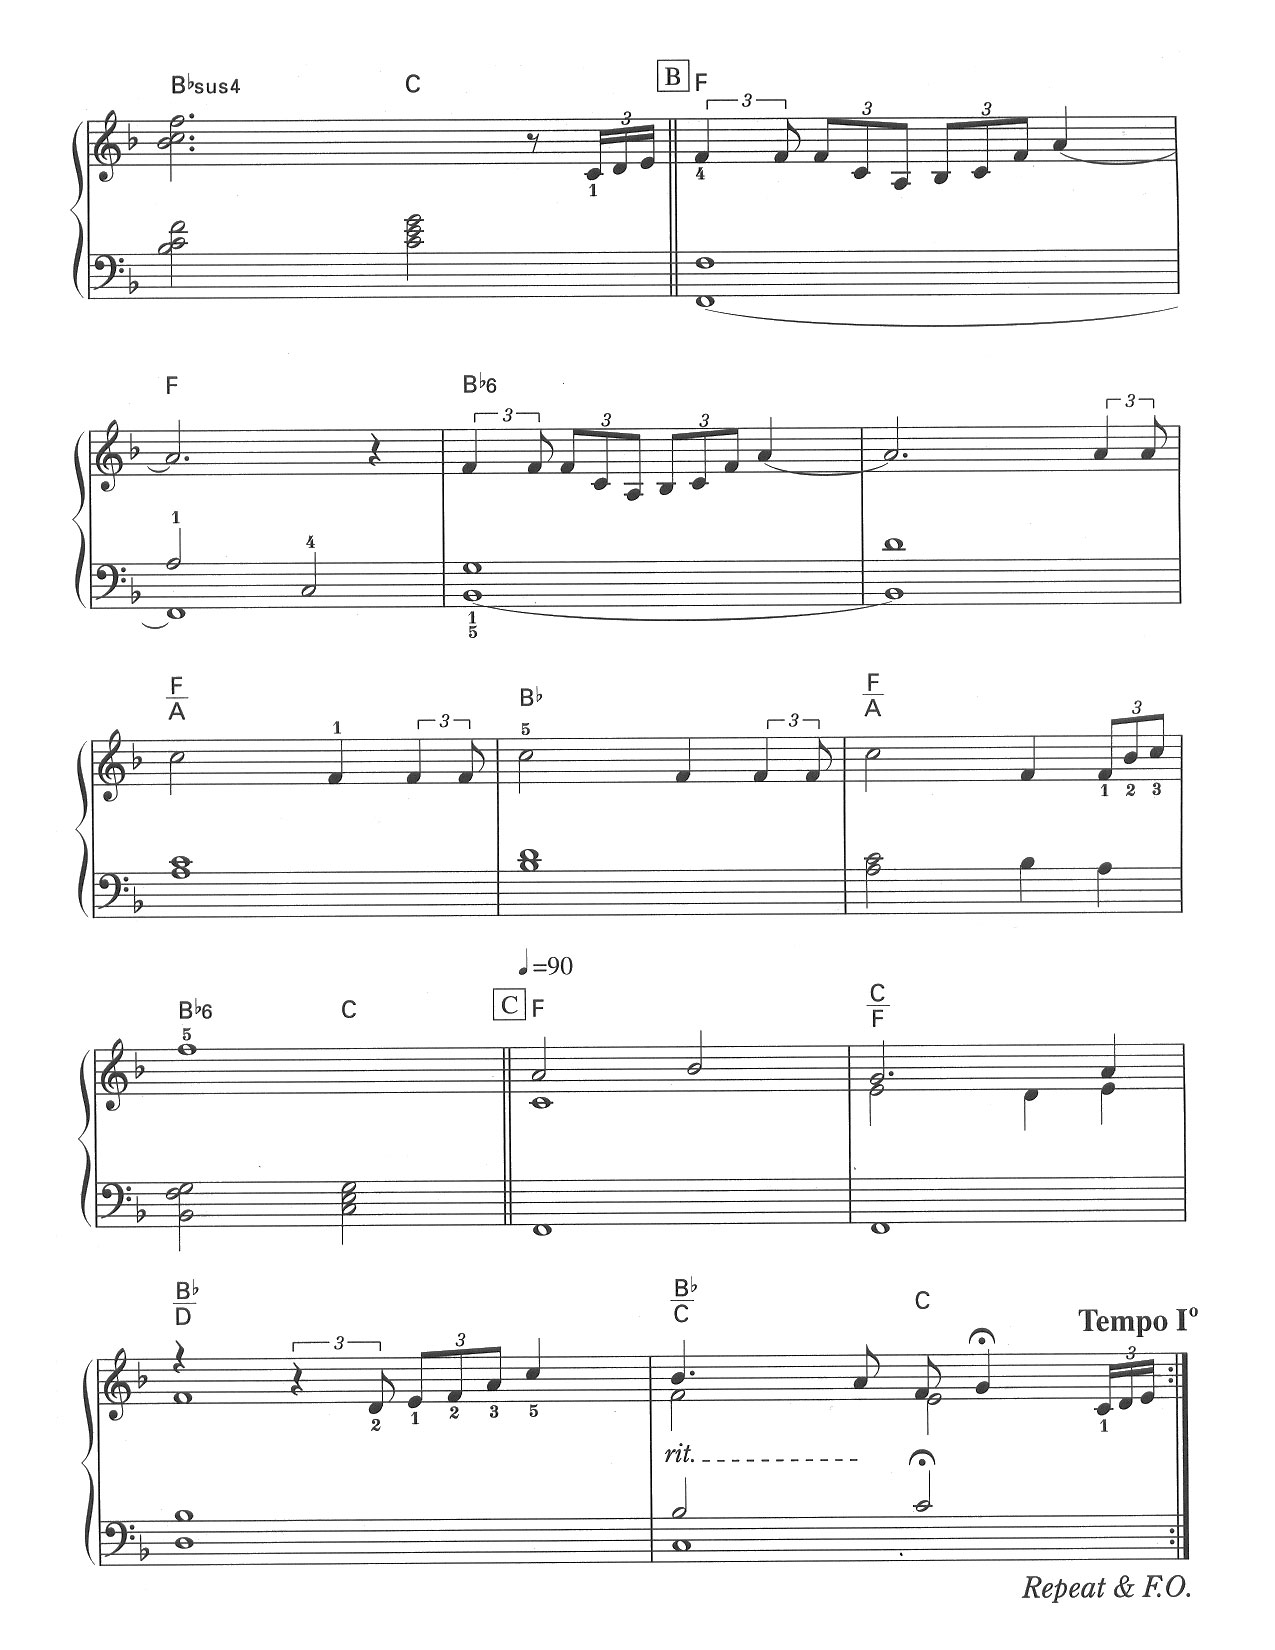 B♭sus4 C B F
3 3 3 3
1 4
F B♭6
3 3 3 3
1 4
1
5
F/A B♭ F/A
1 3 5 3 3
1 2 3
♩=90
B♭6 C C F C/F
5
B♭/D B♭/C C Tempo Iº
3 3 3
2 1 2 3 5 1
rit.
Repeat & F.O.